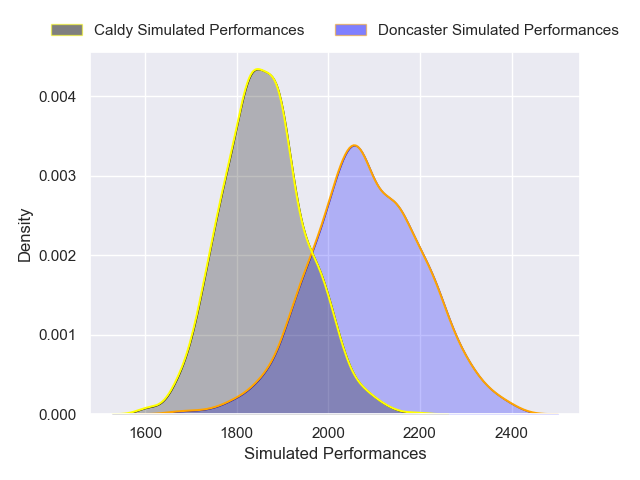 Caldy Simulated Performances Doncaster Simulated Performances
0.004
0.003
0.002
0.001
0.000
Density
1600 1800 2000 2200 2400
Simulated Performances